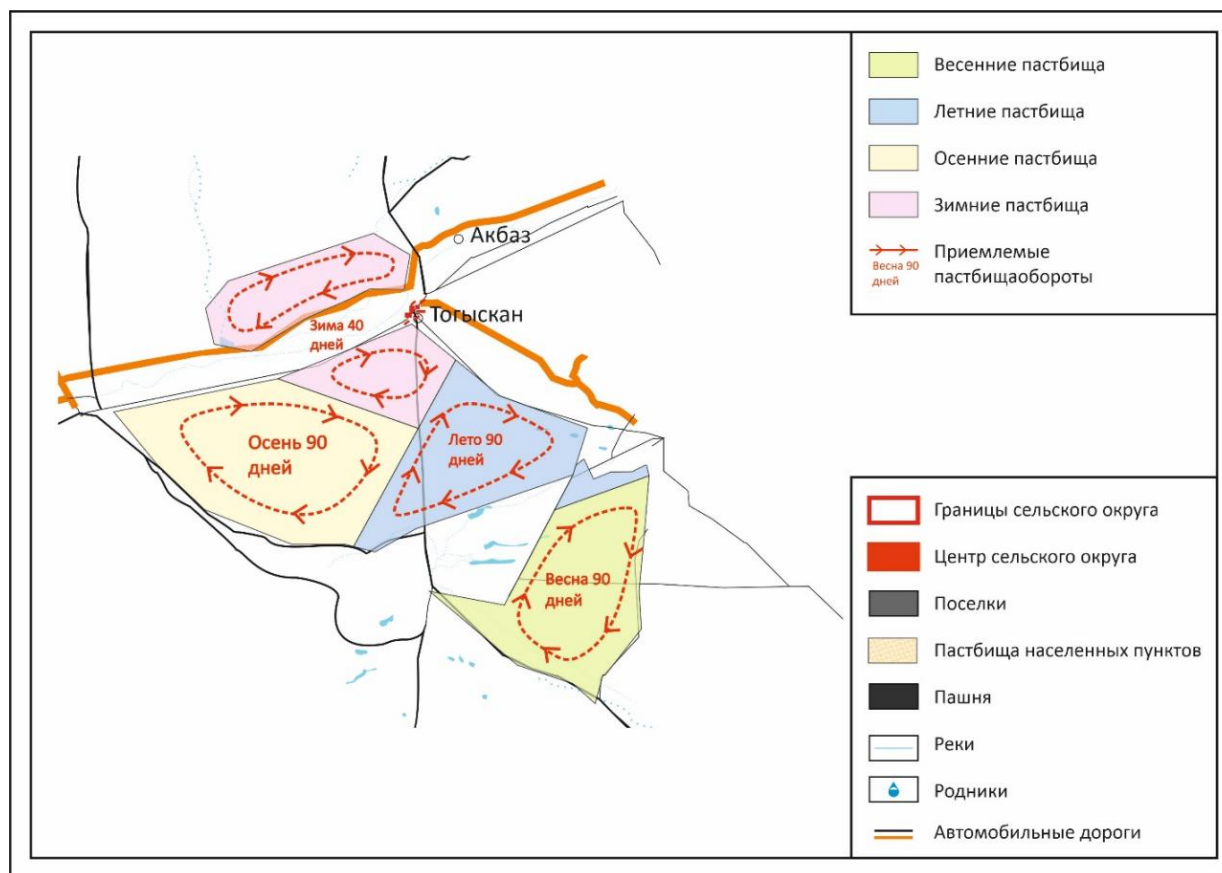 Весенние пастбища
Летние пастбища
Осенние пастбища
Зимние пастбища
Весна 90
дней
Приемлемые
пастбищаобороты
Акбаз
Тогыскан
Зима 40
дней
Осень 90
дней
Лето 90
дней
Весна 90
дней
Границы сельского округа
Центр сельского округа
Поселки
Пастбища населенных пунктов
Пашня
Реки
Родники
Автомобильные дороги